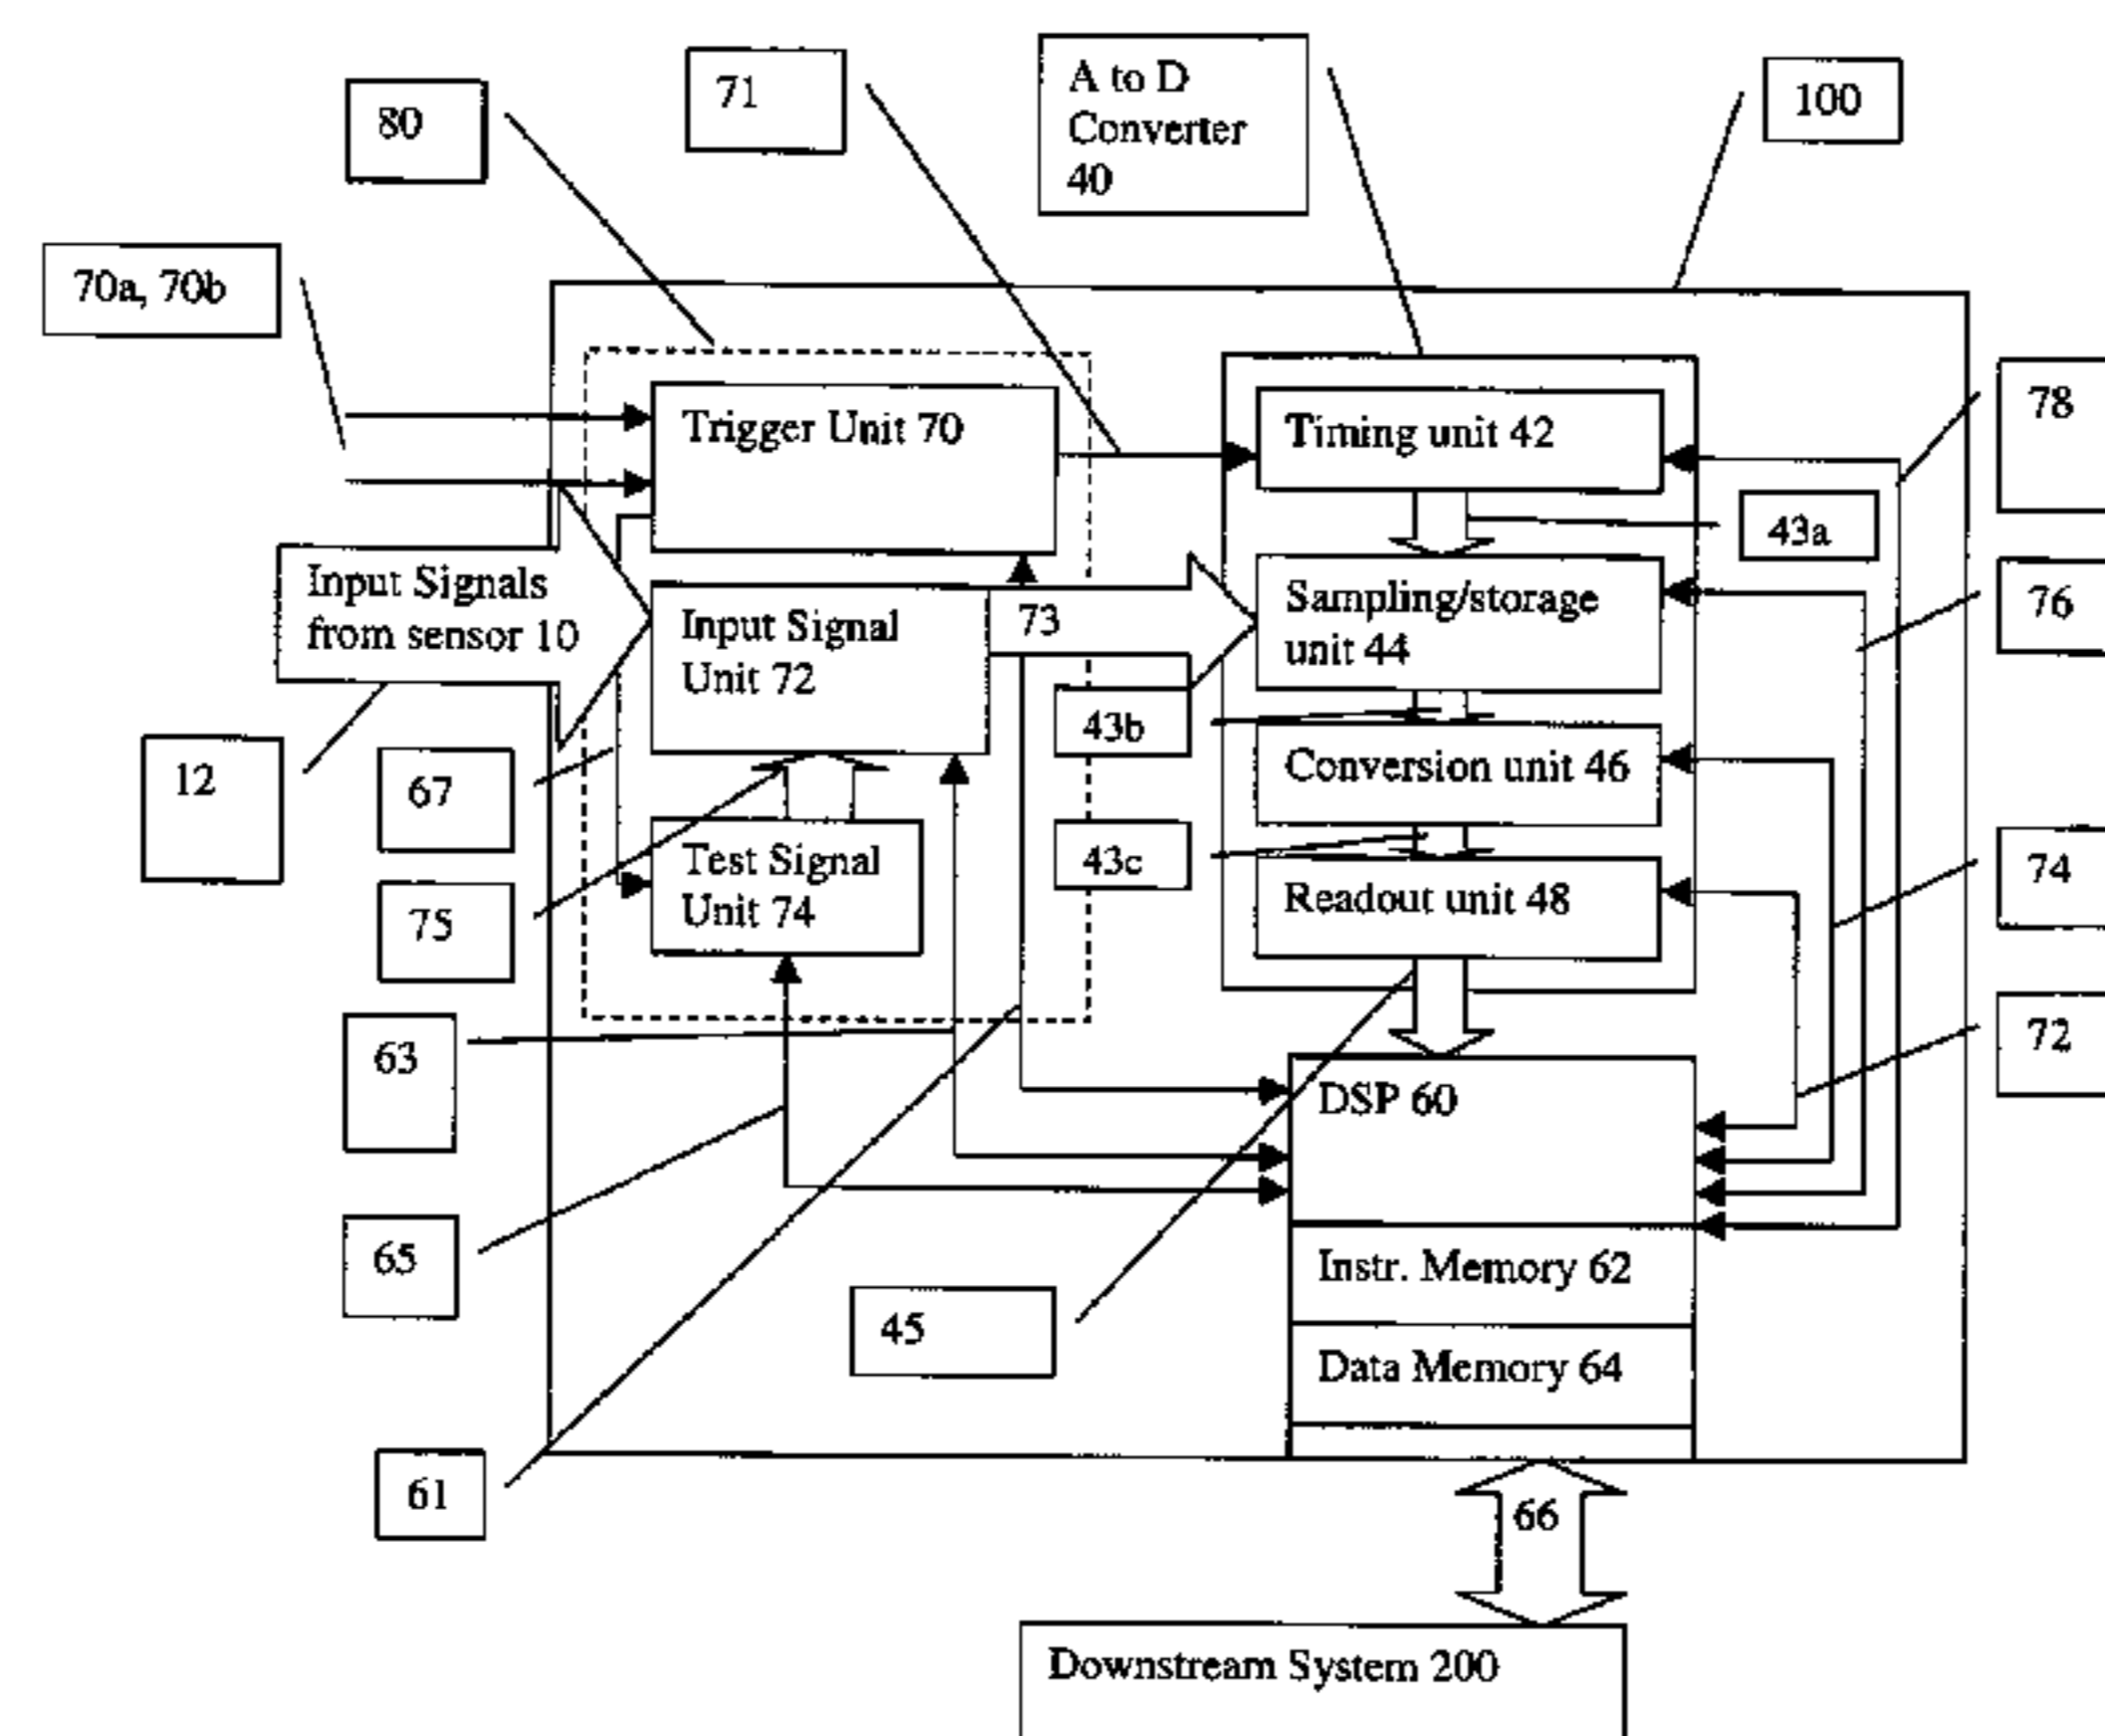 71
A to D
Converter
40
100
80
70a, 70b
Trigger Unit 70
Timing unit 42
78
43a
Input Signals
from sensor 10
Input Signal
Unit 72
73
Sampling/storage
unit 44
76
43b
12
67
Conversion unit 46
43c
Test Signal
Unit 74
74
75
Readout unit 48
63
72
DSP 60
65
Instr. Memory 62
45
Data Memory 64
61
66
Downstream System 200